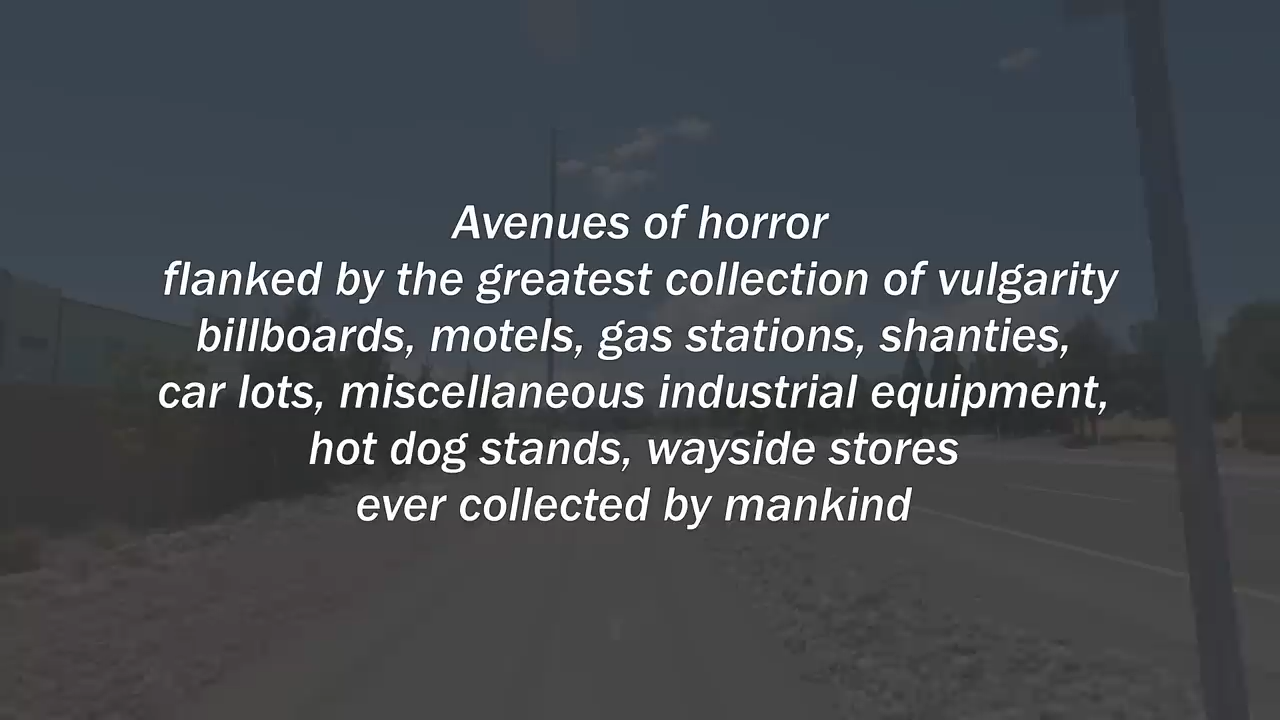 Avenues of horror
flanked by the greatest collection of vulgarity
billboards, motels, gas stations, shanties,
car lots, miscellaneous industrial equipment,
hot dog stands, wayside stores
ever collected by mankind